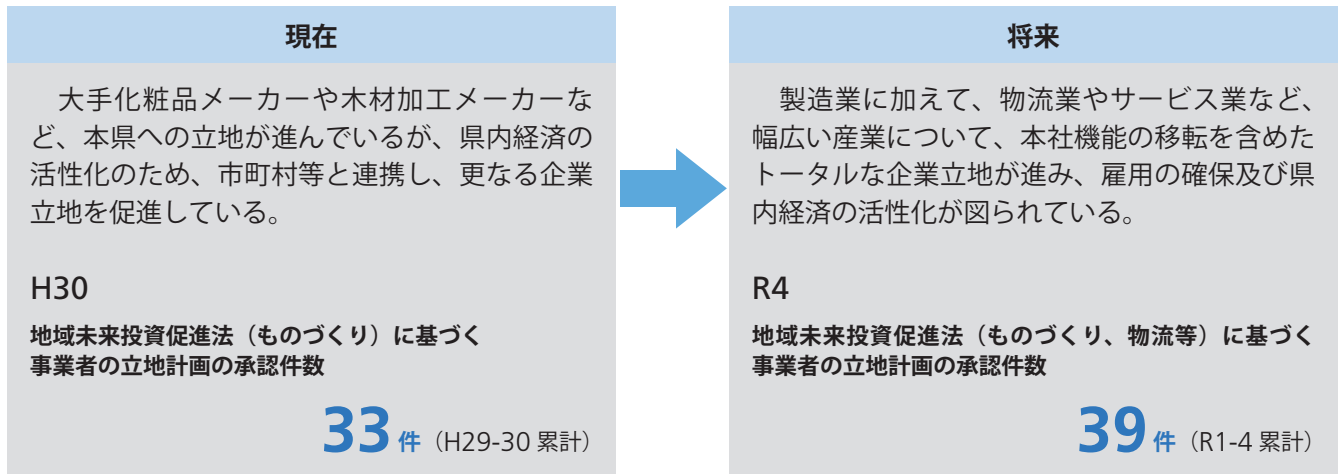 現在
大手化粧品メーカーや木材加工メーカーな
ど、本県への立地が進んでいるが、県内経済の
活性化のため、市町村等と連携し、更なる企業
立地を促進している。
H30
地域未来投資促進法（ものづくり）に基づく
事業者の立地計画の承認件数
33 件（H29-30 累計）
将来
製造業に加えて、物流業やサービス業など、
幅広い産業について、本社機能の移転を含めた
トータルな企業立地が進み、雇用の確保及び県
内経済の活性化が図られている。
R4
地域未来投資促進法（ものづくり、物流等）に基づく
事業者の立地計画の承認件数
39 件（R1-4 累計）